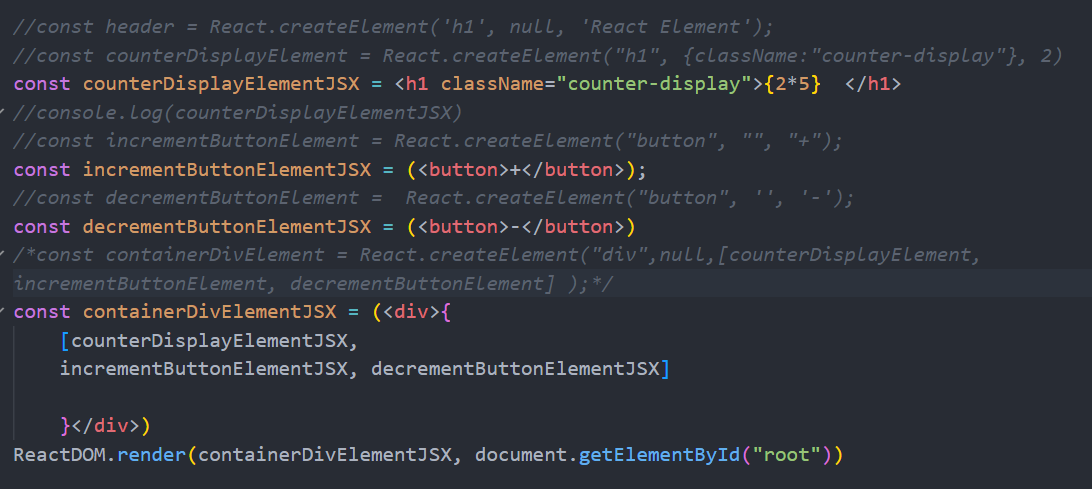 //const header = React.createElement('h1', null, 'React Element');
//const counterDisplayElement = React.createElement("h1", {className:"counter-display"}, 2)
const counterDisplayElementJSX = <h1 className="counter-display">{2*5}  </h1>
//console.log(counterDisplayElementJSX)
//const incrementButtonElement = React.createElement("button", "", "+");
const incrementButtonElementJSX = (<button>+</button>);
//const decrementButtonElement =  React.createElement("button", '', '-');
const decrementButtonElementJSX = (<button>-</button>)
/*const containerDivElement = React.createElement("div",null,[counterDisplayElement,
incrementButtonElement, decrementButtonElement] );*/
const containerDivElementJSX = (<div>{
    [counterDisplayElementJSX,
    incrementButtonElementJSX, decrementButtonElementJSX]
    }</div>)
ReactDOM.render(containerDivElementJSX, document.getElementById("root"))